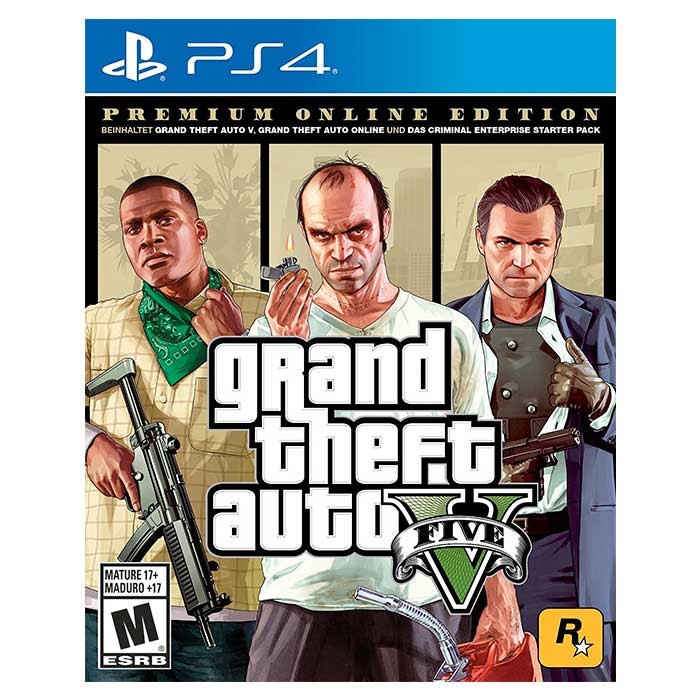 PS4
PREMIUM ONLINE EDITION
BEINHALTET GRAND THEFT AUTO V, GRAND THEFT AUTO ONLINE UND DAS CRIMINAL ENTERPRISE STARTER PACK
grand
theft
auto V
FIVE
MATURE 17+
MADURO +17
M
ESRB
R